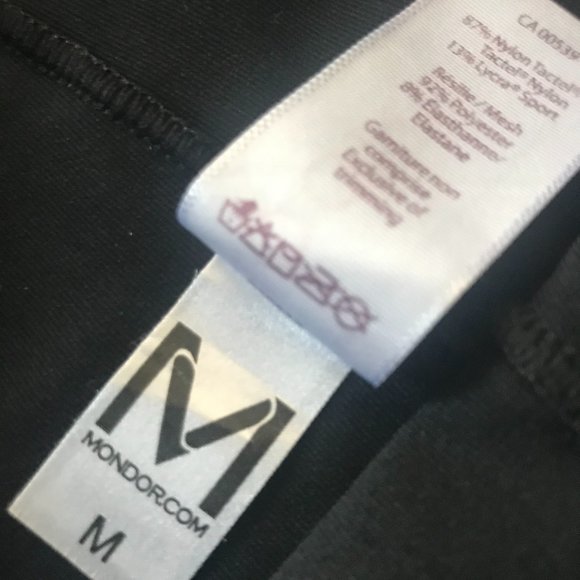 CA 00539
87% Nylon Tactel®
Tactel® Nylon
13% Lycra® Sport
Résille / Mesh
92% Polyester
8% Élasthanne
Elastane
Garniture non
comprise
Exclusive of
trimming
M
MONDOR.COM
M